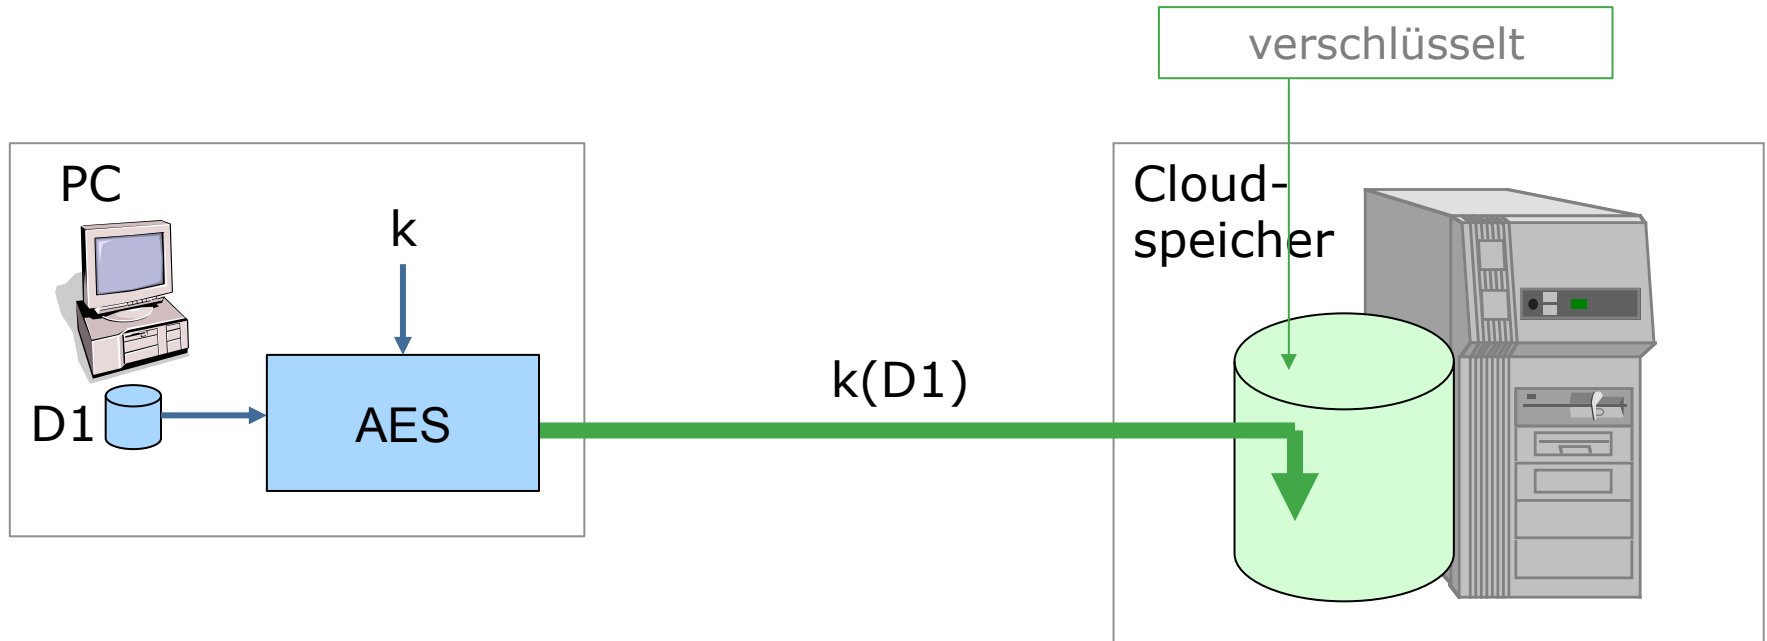 verschlüsselt
PC
k
D1
AES
k(D1)
Cloud-
speicher